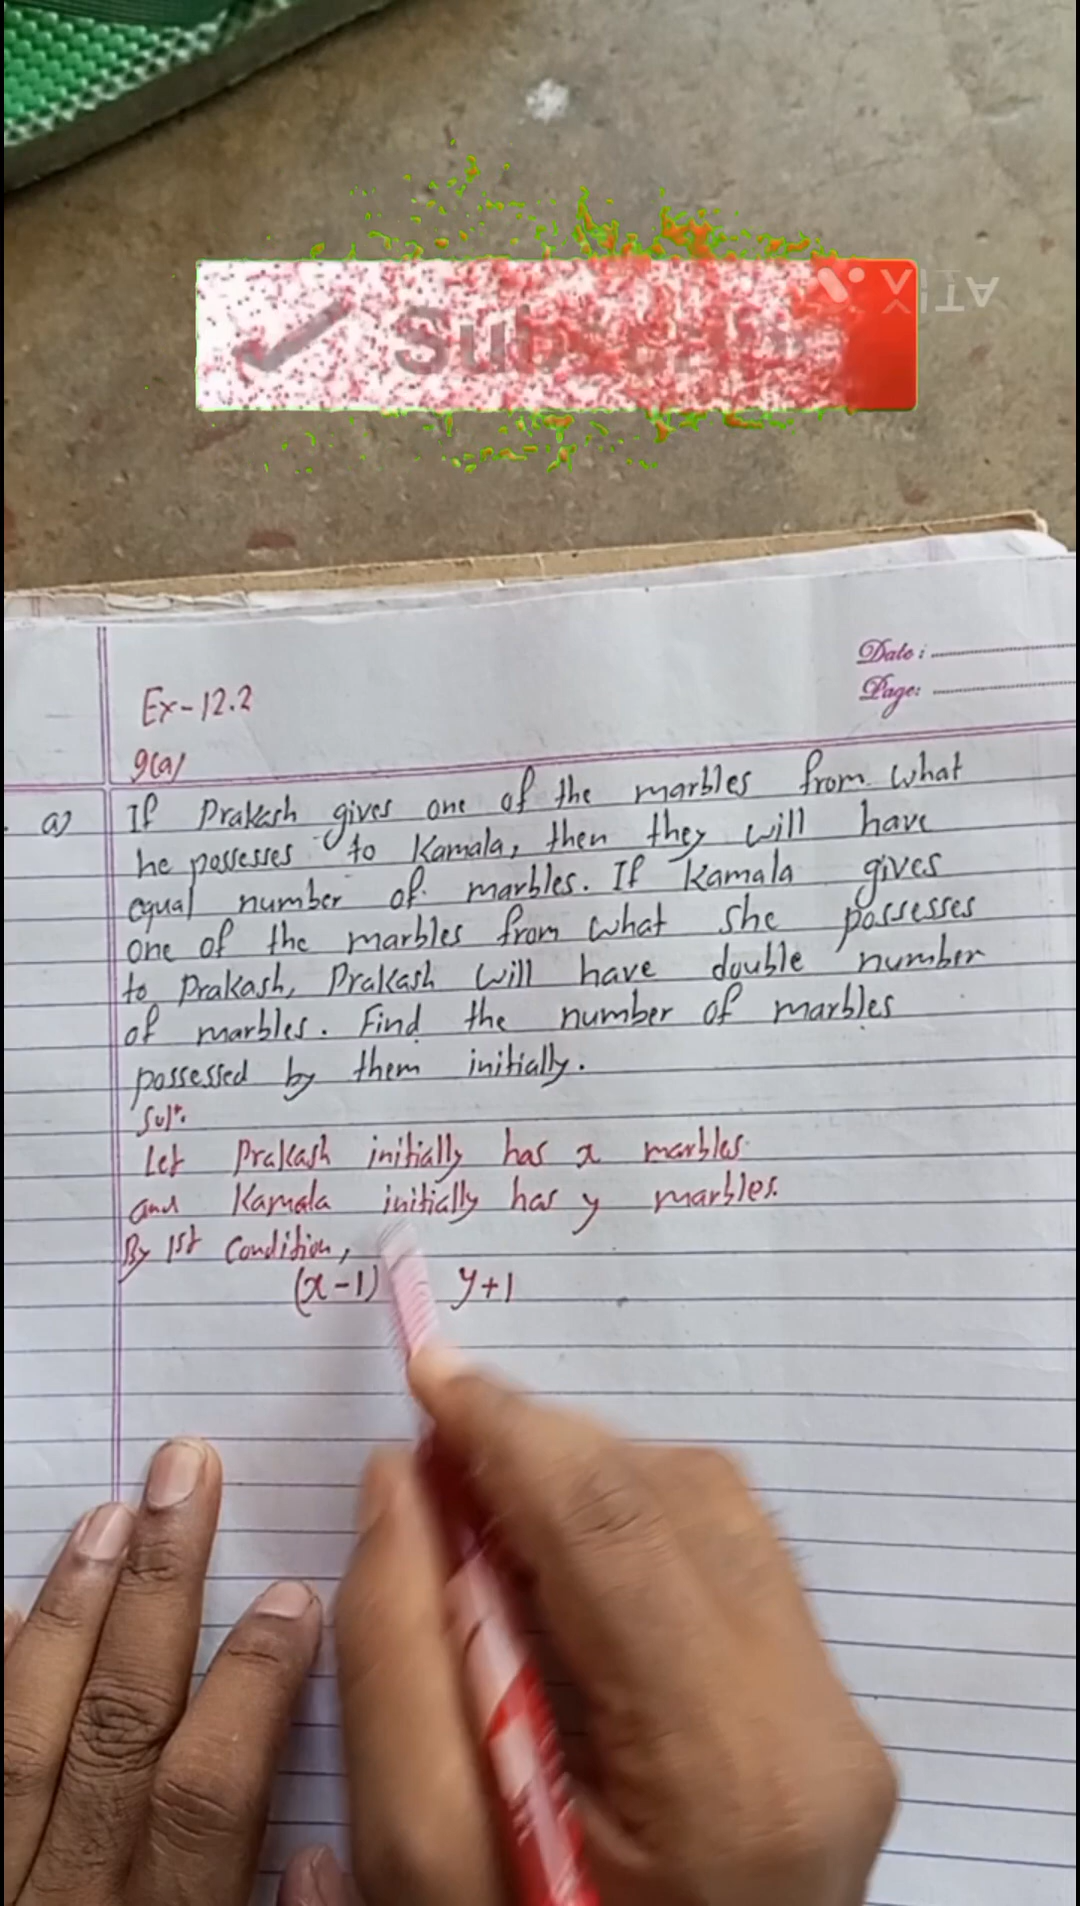 Subscribe
VITA
Date:
Page:
Ex-12.2
9(a)
a) If Prakash gives one of the marbles from what
he possesses to Kamala, then they will have
equal number of marbles. If Kamala gives
one of the marbles from what she possesses
to Prakash, Prakash will have double number
of marbles. Find the number of marbles
possessed by them initially.
Solⁿ.
Let Prakash initially has x marbles
and Kamala initially has y marbles.
By 1st Condition,
(x-1) y+1